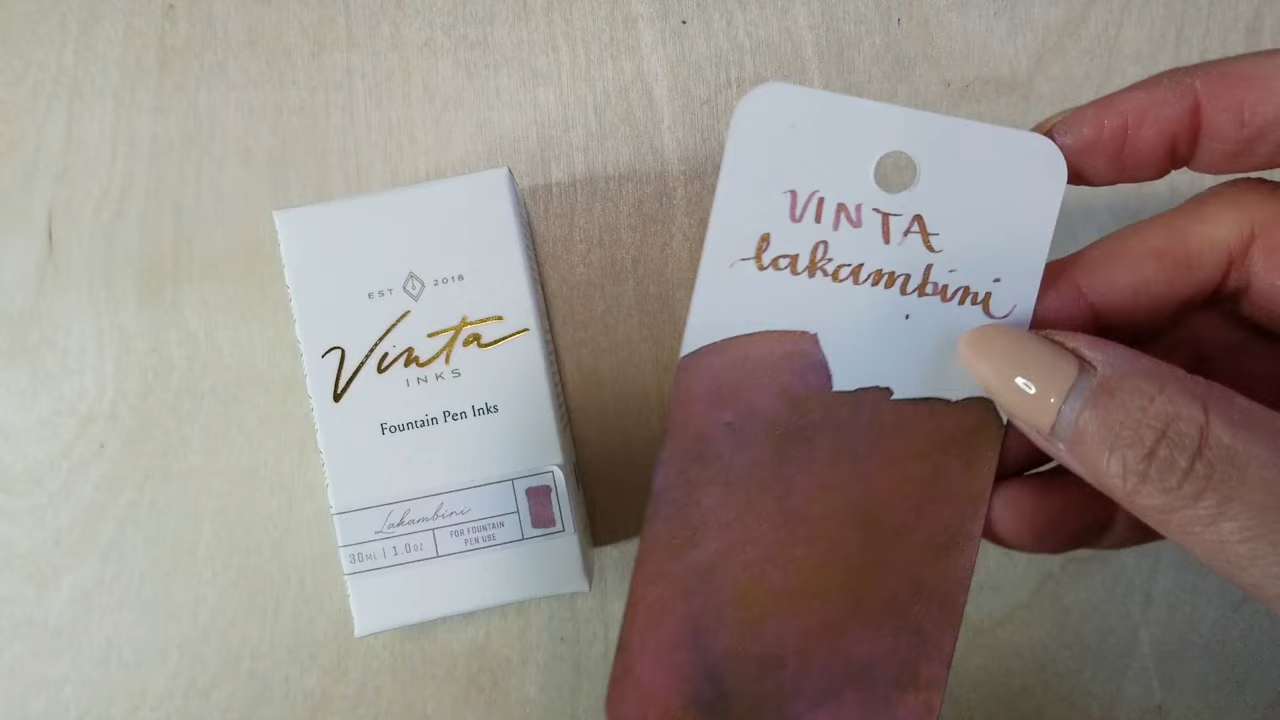 EST 2018
Vinta
INKS
Fountain Pen Inks
Lakambini
30ML | 1.0OZ
FOR FOUNTAIN
PEN USE
VINTA
lakambini